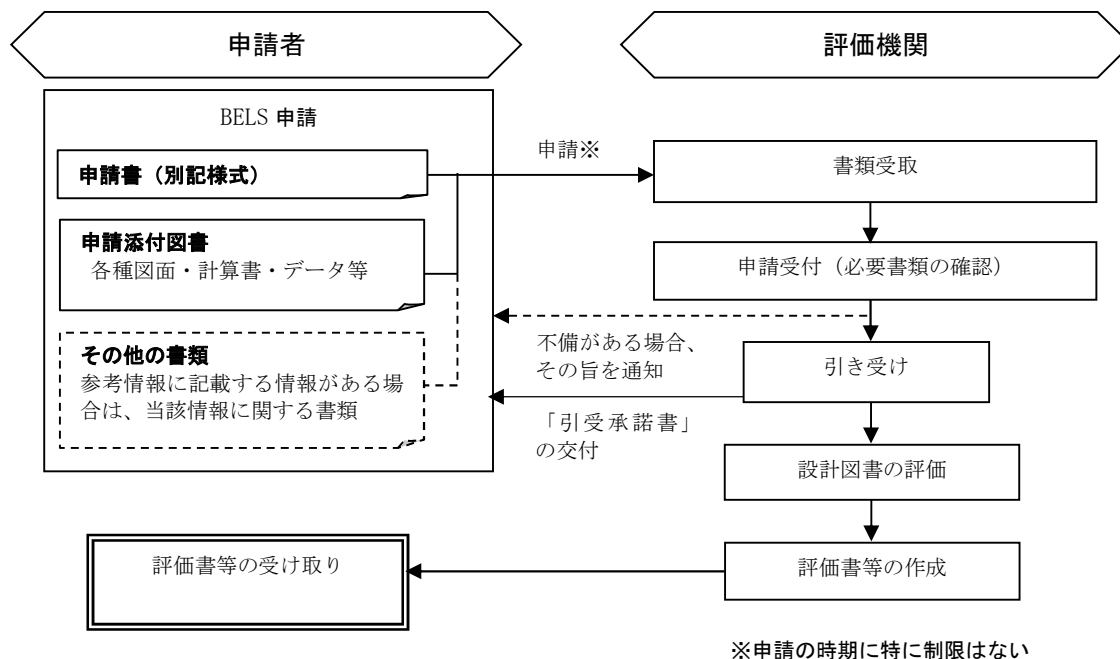 申請者
評価機関
BELS 申請
申請書（別記様式）
申請※
書類受取
申請添付図書
各種図面・計算書・データ等
申請受付（必要書類の確認）
不備がある場合、
その旨を通知
その他の書類
参考情報に記載する情報がある場
合は、当該情報に関する書類
引き受け
「引受承諾書」
の交付
設計図書の評価
評価書等の受け取り
評価書等の作成
※申請の時期に特に制限はない